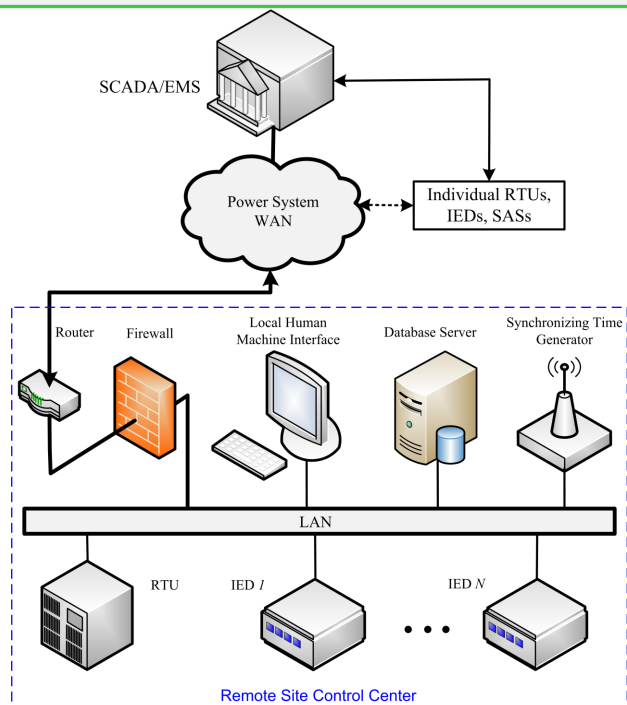 SCADA/EMS
Power System
WAN
Individual RTUs,
IEDs, SASs
Router
Firewall
Local Human
Machine Interface
Database Server
Synchronizing Time
Generator
LAN
RTU
IED 1
IED N
Remote Site Control Center